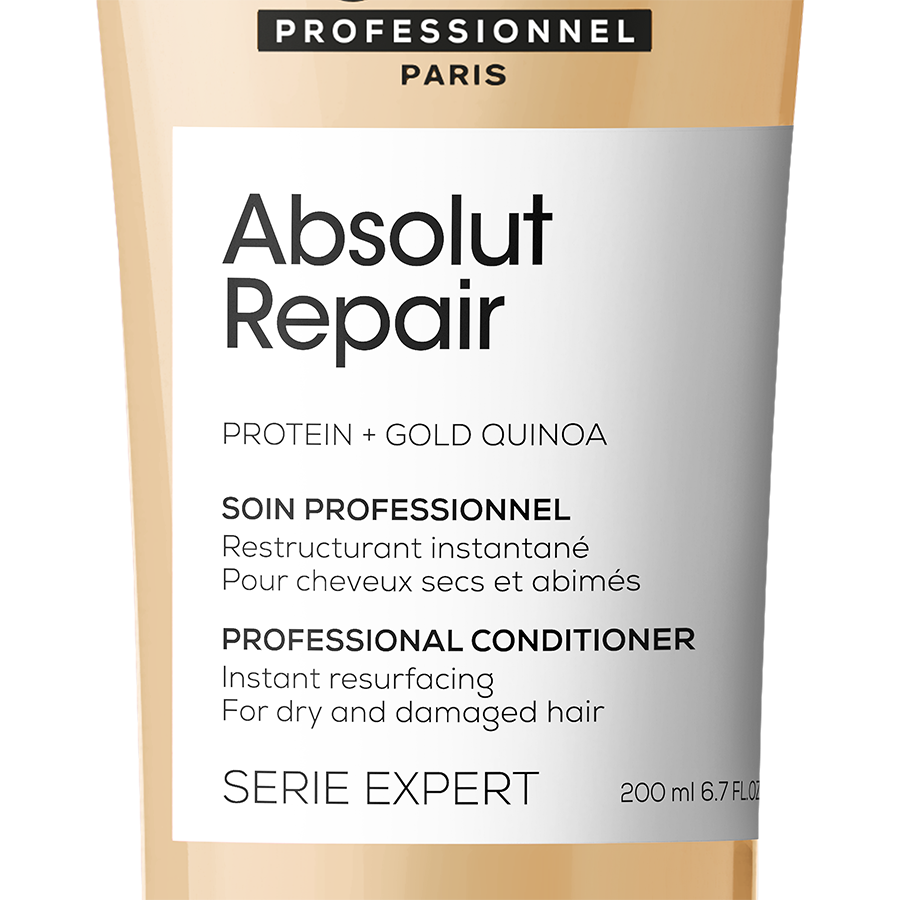 PROFESSIONNEL
PARIS
Absolut
Repair
PROTEIN + GOLD QUINOA
SOIN PROFESSIONNEL
Restructurant instantané
Pour cheveux secs et abimés
PROFESSIONAL CONDITIONER
Instant resurfacing
For dry and damaged hair
SERIE EXPERT
200 ml 6.7 FL.OZ